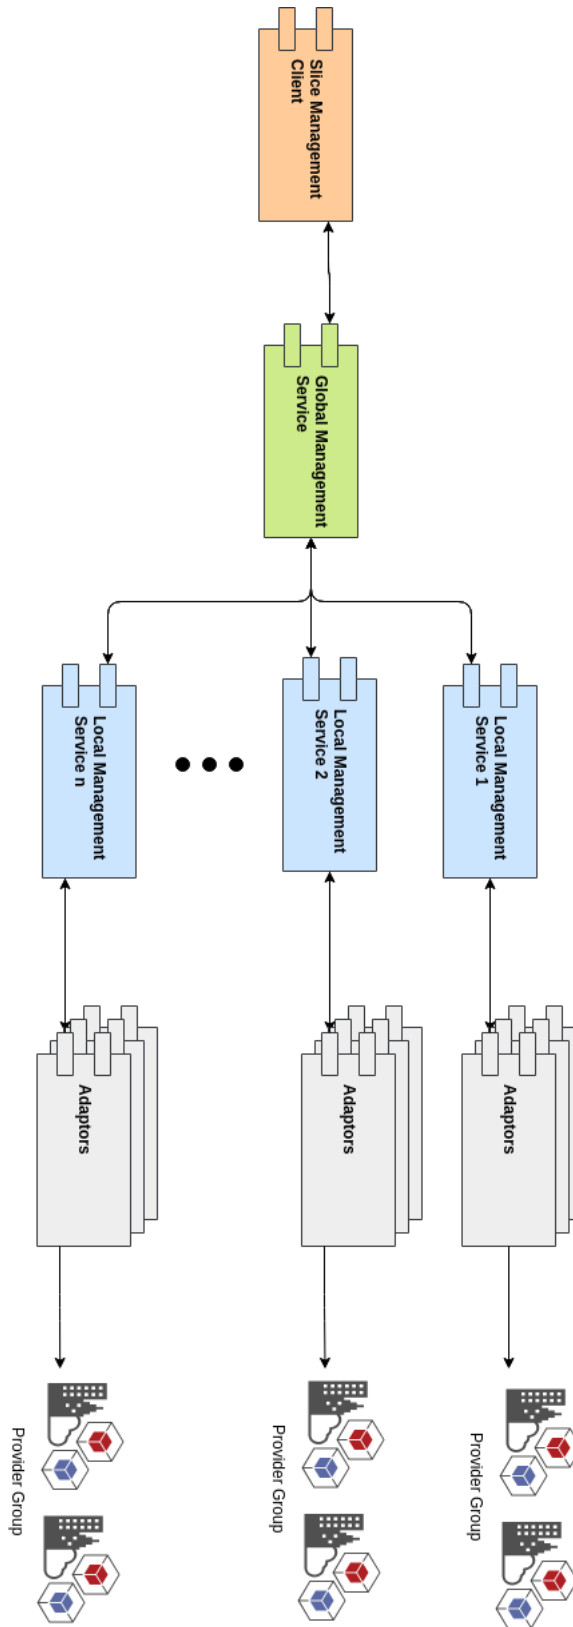 Slice Management
Client
Global Management
Service
Local Management
Service 1
Local Management
Service 2
Local Management
Service n
Adaptors
Adaptors
Adaptors
Provider Group
Provider Group
Provider Group